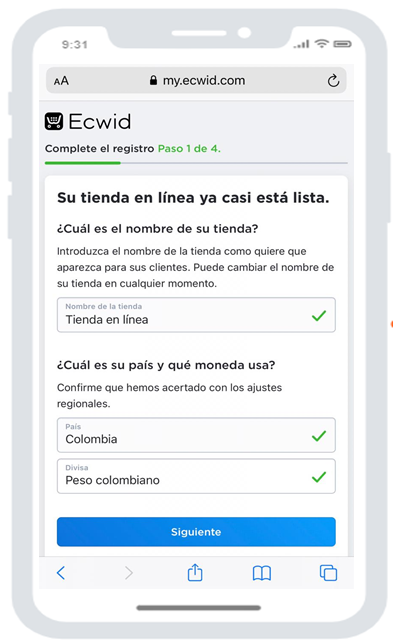 9:31
AA my.ecwid.com
Ecwid
Complete el registro Paso 1 de 4.
Su tienda en línea ya casi está lista.
¿Cuál es el nombre de su tienda?
Introduzca el nombre de la tienda como quiere que
aparezca para sus clientes. Puede cambiar el nombre de
su tienda en cualquier momento.
Nombre de la tienda
Tienda en línea
¿Cuál es su país y qué moneda usa?
Confirme que hemos acertado con los ajustes
regionales.
País
Colombia
Divisa
Peso colombiano
Siguiente